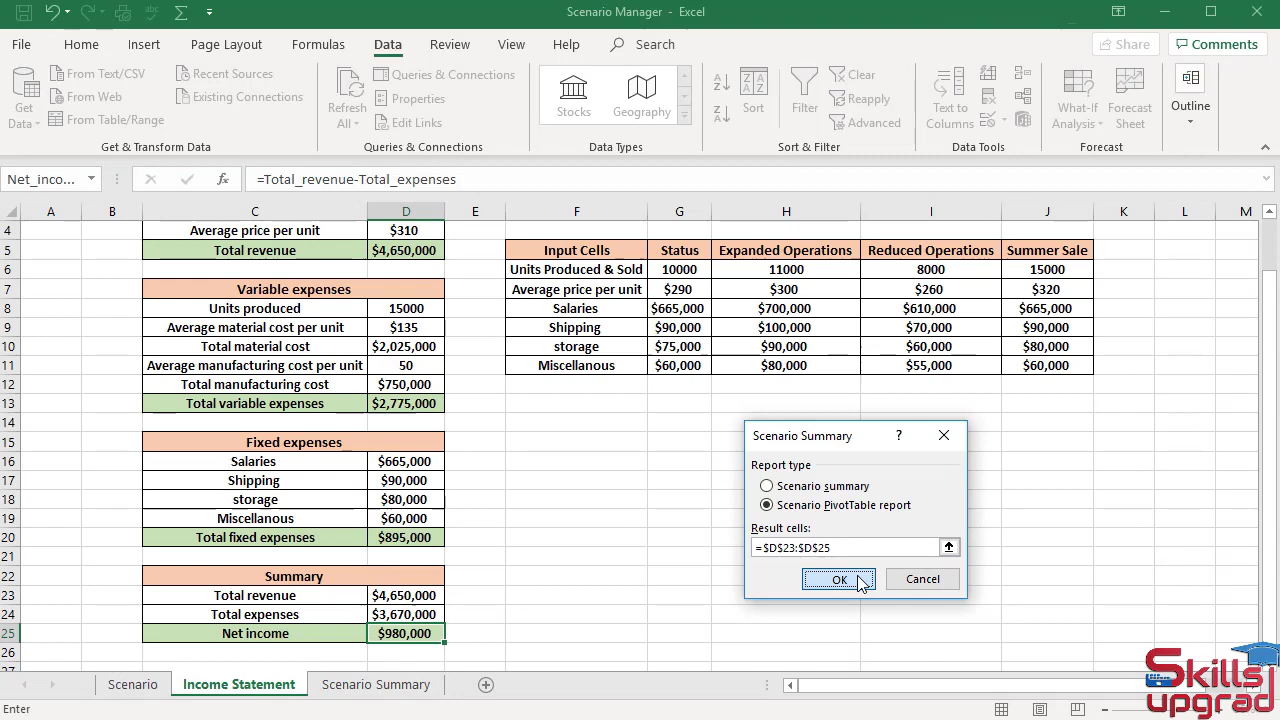 Scenario Manager - Excel
File Home Insert Page Layout Formulas Data Review View Help Search Share Comments
Get Data
From Text/CSV
From Web
From Table/Range
Recent Sources
Existing Connections
Get & Transform Data
Refresh All
Queries & Connections
Properties
Edit Links
Queries & Connections
Stocks Geography
Data Types
Sort
Filter
Clear
Reapply
Advanced
Sort & Filter
Text to Columns
Data Tools
What-If Analysis
Forecast Sheet
Forecast
Outline
Net_inco... fx =Total_revenue-Total_expenses
A B C D E F G H I J K L M
4 Average price per unit $310
5 Total revenue $4,650,000 Input Cells Status Expanded Operations Reduced Operations Summer Sale
6 Units Produced & Sold 10000 11000 8000 15000
7 Variable expenses Average price per unit $290 $300 $260 $320
8 Units produced 15000 Salaries $665,000 $700,000 $610,000 $665,000
9 Average material cost per unit $135 Shipping $90,000 $100,000 $70,000 $90,000
10 Total material cost $2,025,000 storage $75,000 $90,000 $60,000 $80,000
11 Average manufacturing cost per unit 50 Miscellanous $60,000 $80,000 $55,000 $60,000
12 Total manufacturing cost $750,000
13 Total variable expenses $2,775,000
14
15 Fixed expenses
16 Salaries $665,000
17 Shipping $90,000
18 storage $80,000
19 Miscellanous $60,000
20 Total fixed expenses $895,000
21
22 Summary
23 Total revenue $4,650,000
24 Total expenses $3,670,000
25 Net income $980,000
26
27
Scenario Summary ?
Report type
Scenario summary
Scenario PivotTable report
Result cells:
=$D$23:$D$25
OK Cancel
Scenario Income Statement Scenario Summary
Enter
Skills
upgrad